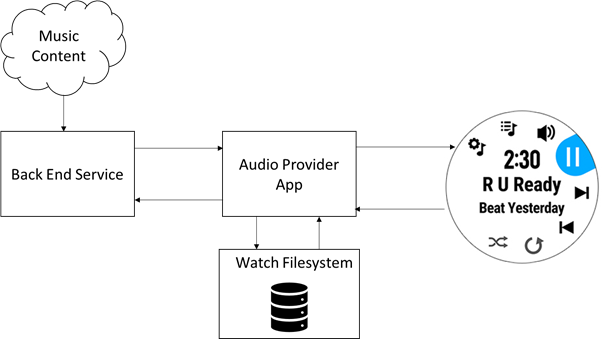 Music
Content
Back End Service
Audio Provider
App
Watch Filesystem
2:30
R U Ready
Beat Yesterday